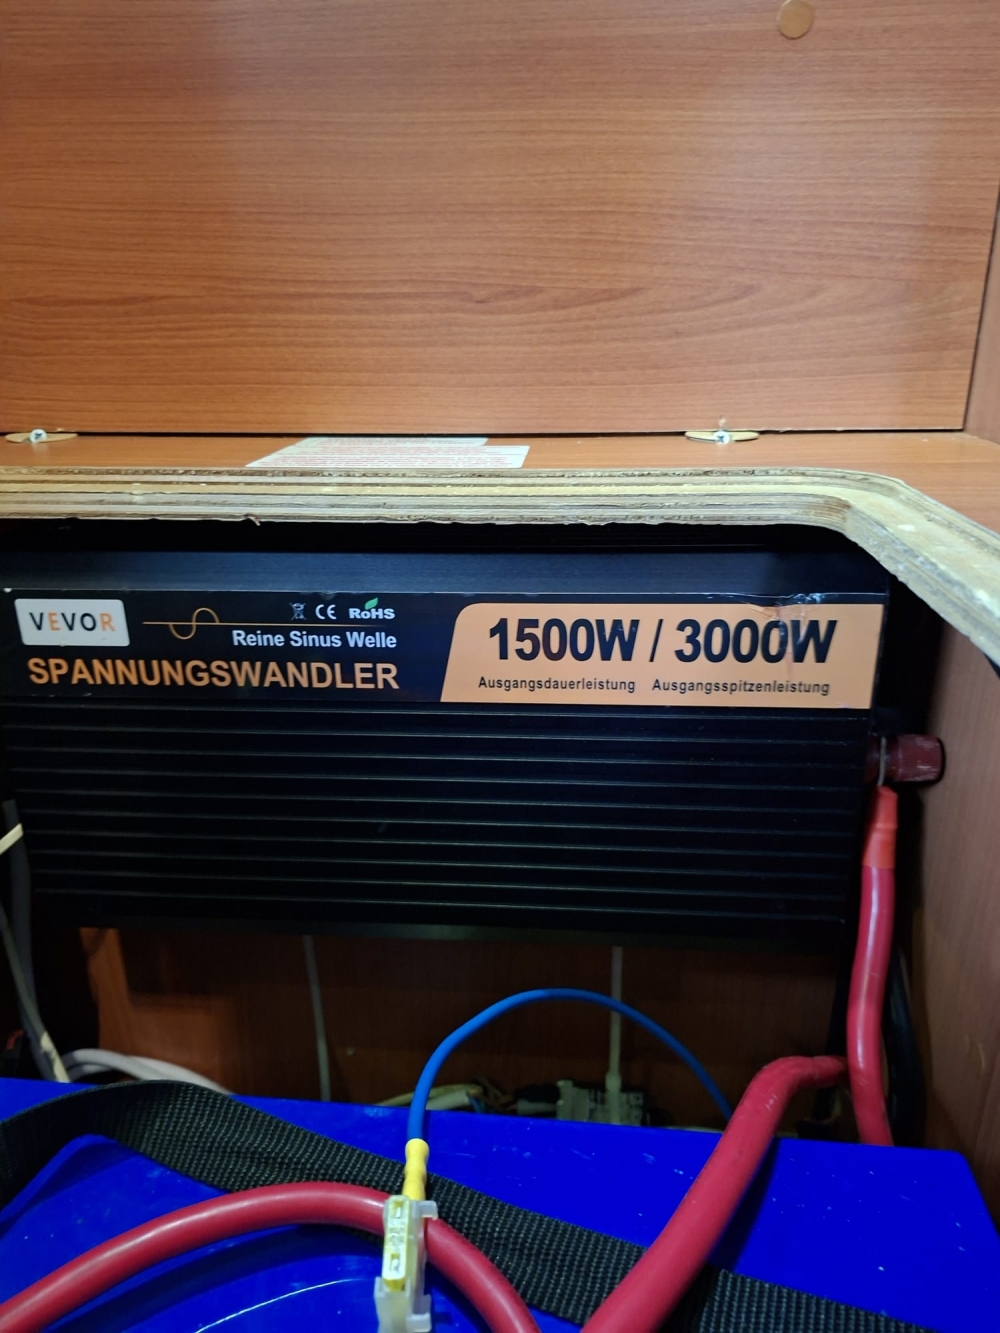 VEVOR
CE RoHS
Reine Sinus Welle
SPANNUNGSWANDLER
1500W / 3000W
Ausgangsdauerleistung Ausgangsspitzenleistung